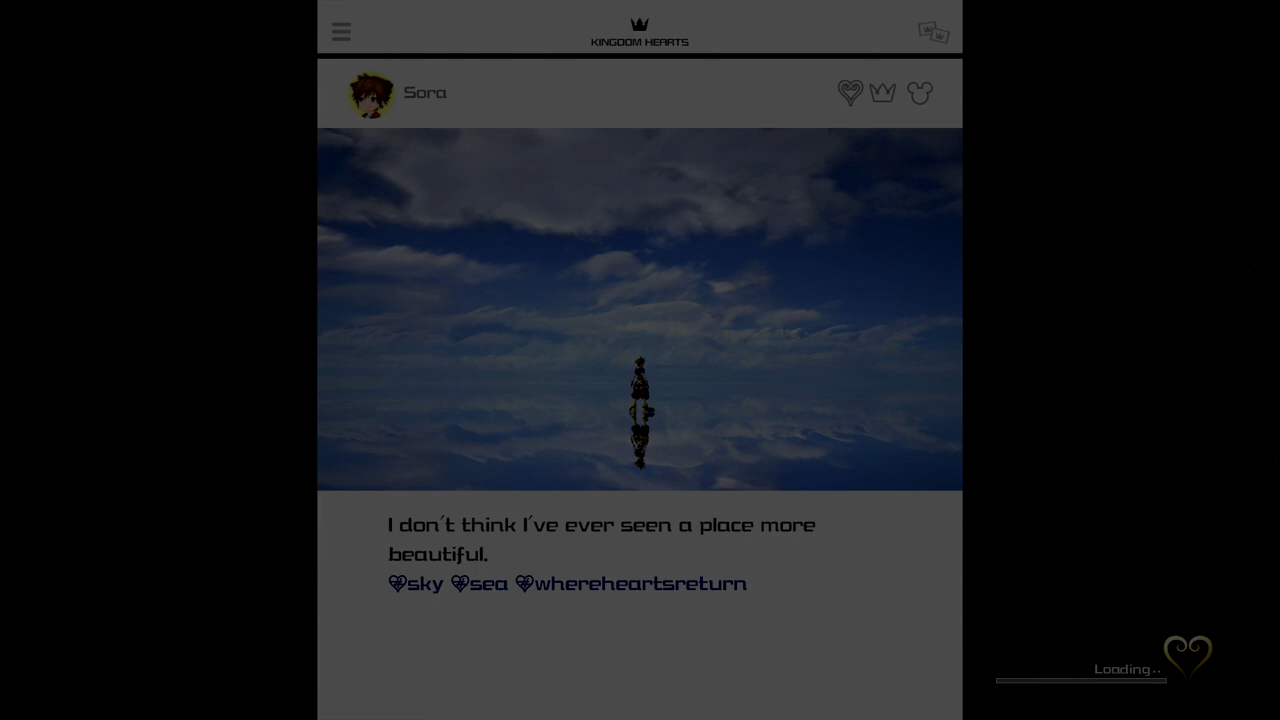 KINGDOM HEARTS
Sora
I don't think I've ever seen a place more
beautiful.
sky sea whereheartsreturn
Loading..